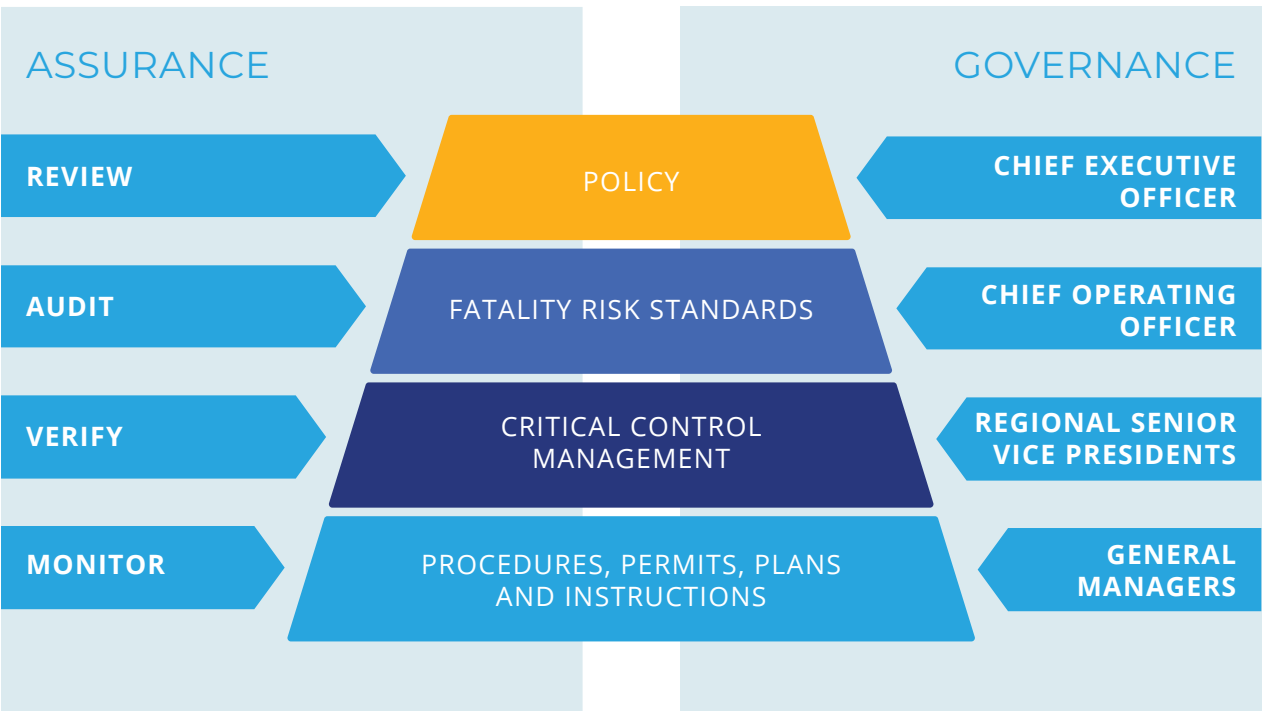 ASSURANCE
GOVERNANCE
REVIEW
POLICY
CHIEF EXECUTIVE
OFFICER
AUDIT
FATALITY RISK STANDARDS
CHIEF OPERATING
OFFICER
VERIFY
CRITICAL CONTROL
MANAGEMENT
REGIONAL SENIOR
VICE PRESIDENTS
MONITOR
PROCEDURES, PERMITS, PLANS
AND INSTRUCTIONS
GENERAL
MANAGERS